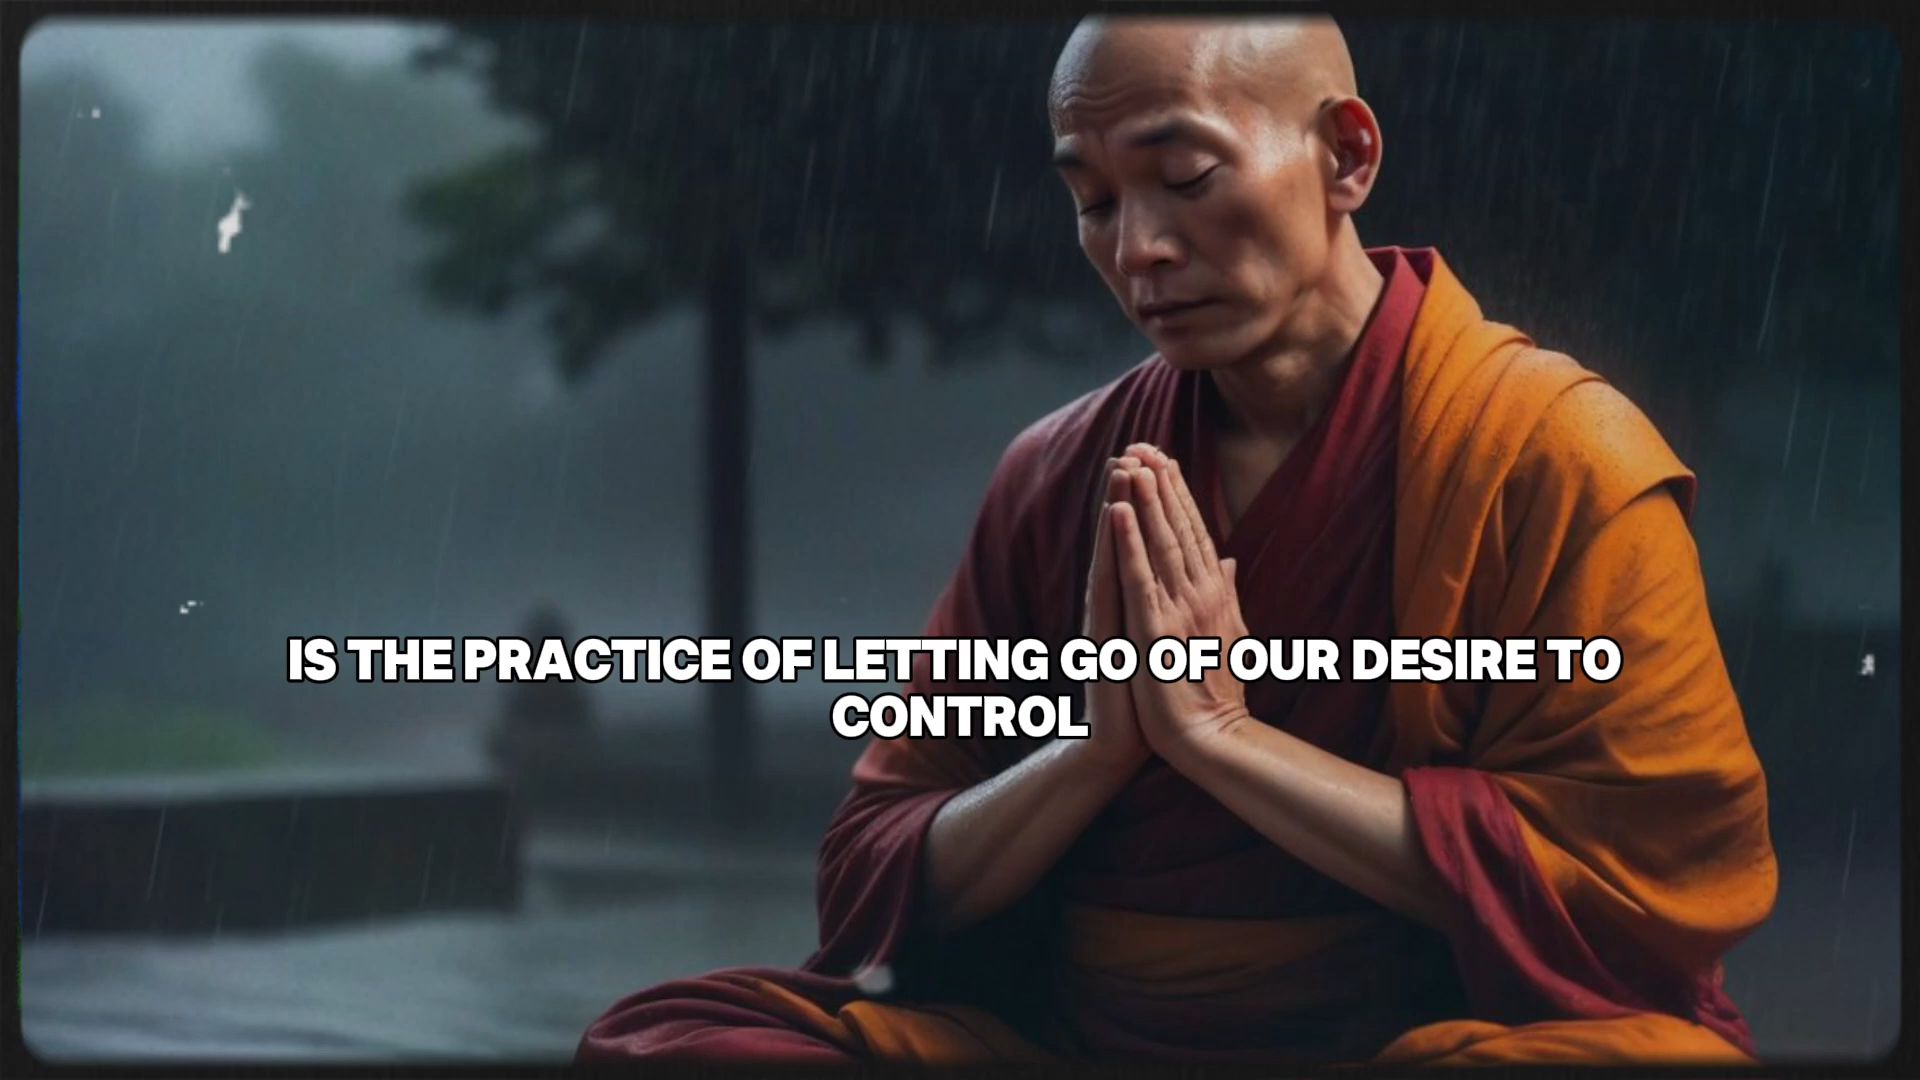 IS THE PRACTICE OF LETTING GO OF OUR DESIRE TO
CONTROL